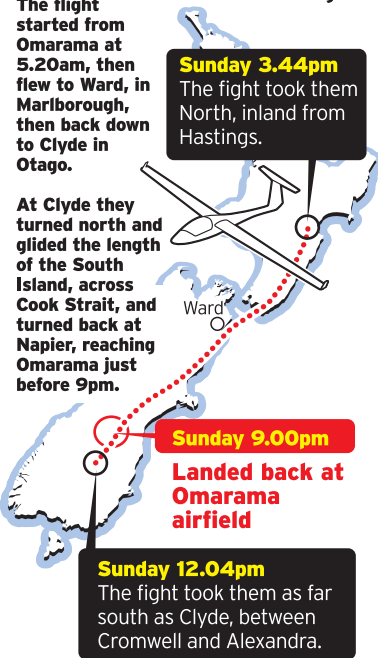 The flight
started from
Omarama at
5.20am, then
flew to Ward, in
Marlborough,
then back down
to Clyde in
Otago.
At Clyde they
turned north and
glided the length
of the South
Island, across
Cook Strait, and
turned back at
Napier, reaching
Omarama just
before 9pm.
Sunday 3.44pm
The fight took them
North, inland from
Hastings.
Ward
Sunday 9.00pm
Landed back at
Omarama
airfield
Sunday 12.04pm
The fight took them as far
south as Clyde, between
Cromwell and Alexandra.